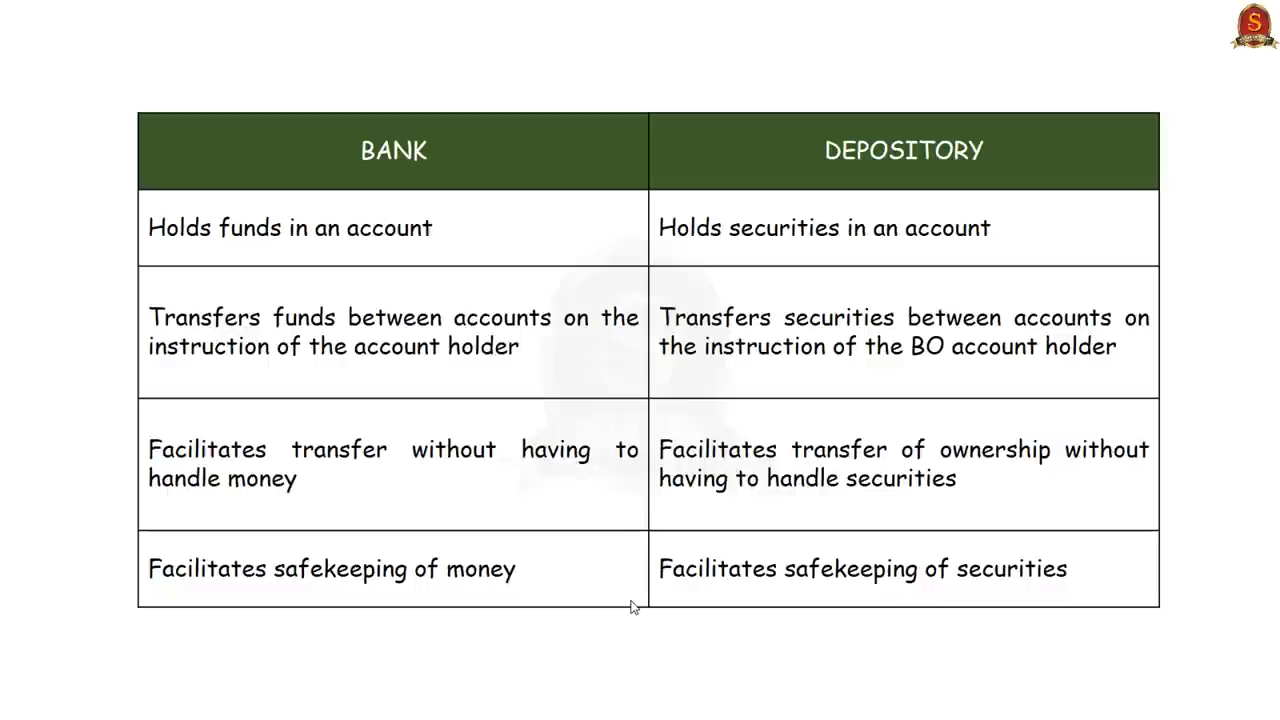 S
BANK
DEPOSITORY
Holds funds in an account
Holds securities in an account
Transfers funds between accounts on the
instruction of the account holder
Transfers securities between accounts on
the instruction of the BO account holder
Facilitates transfer without having to
handle money
Facilitates transfer of ownership without
having to handle securities
Facilitates safekeeping of money
Facilitates safekeeping of securities